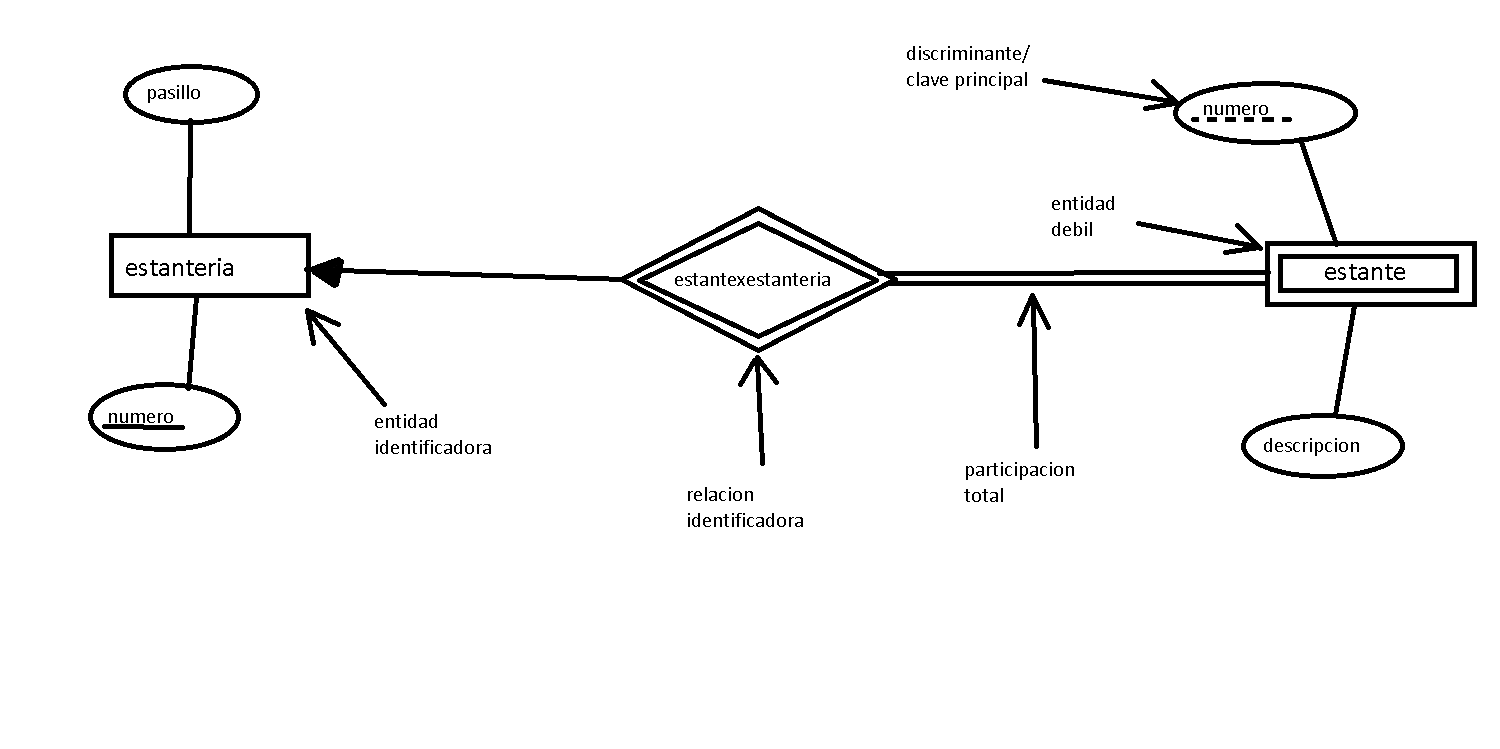 discriminante/
clave principal
pasillo
numero
entidad
debil
estanteria
estantexestanteria
estante
numero
entidad
identificadora
descripcion
participacion
total
relacion
identificadora